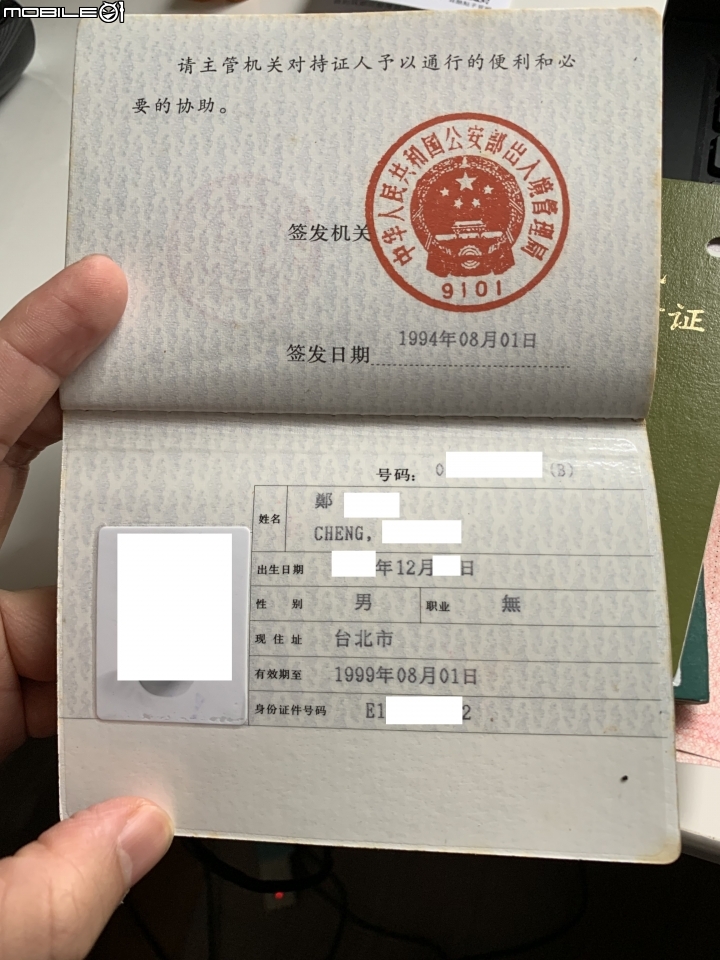 MOBILE01
请主管机关对持证人予以通行的便利和必
要的协助。
中华人民共和国公安部出入境管理局
9101
签发机关
签发日期 1994年08月01日
证
号码: 0 (B)
姓名 鄭
CHENG,
出生日期 年12月 日
性别 男 职业 無
现住址 台北市
有效期至 1999年08月01日
身份证件号码 E1 2